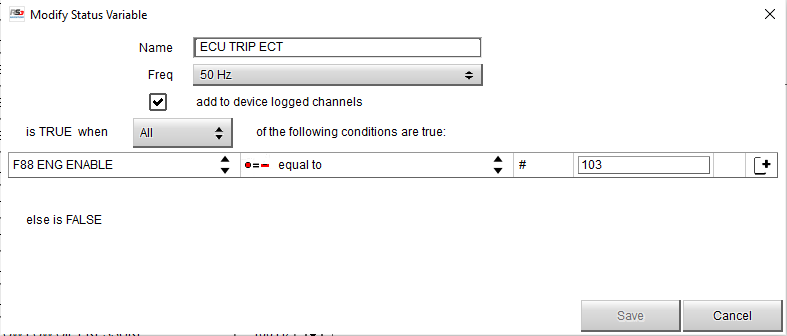 RS3 Modify Status Variable
Name ECU TRIP ECT
Freq 50 Hz
add to device logged channels
is TRUE when All of the following conditions are true:
F88 ENG ENABLE = equal to # 103
else is FALSE
Save Cancel